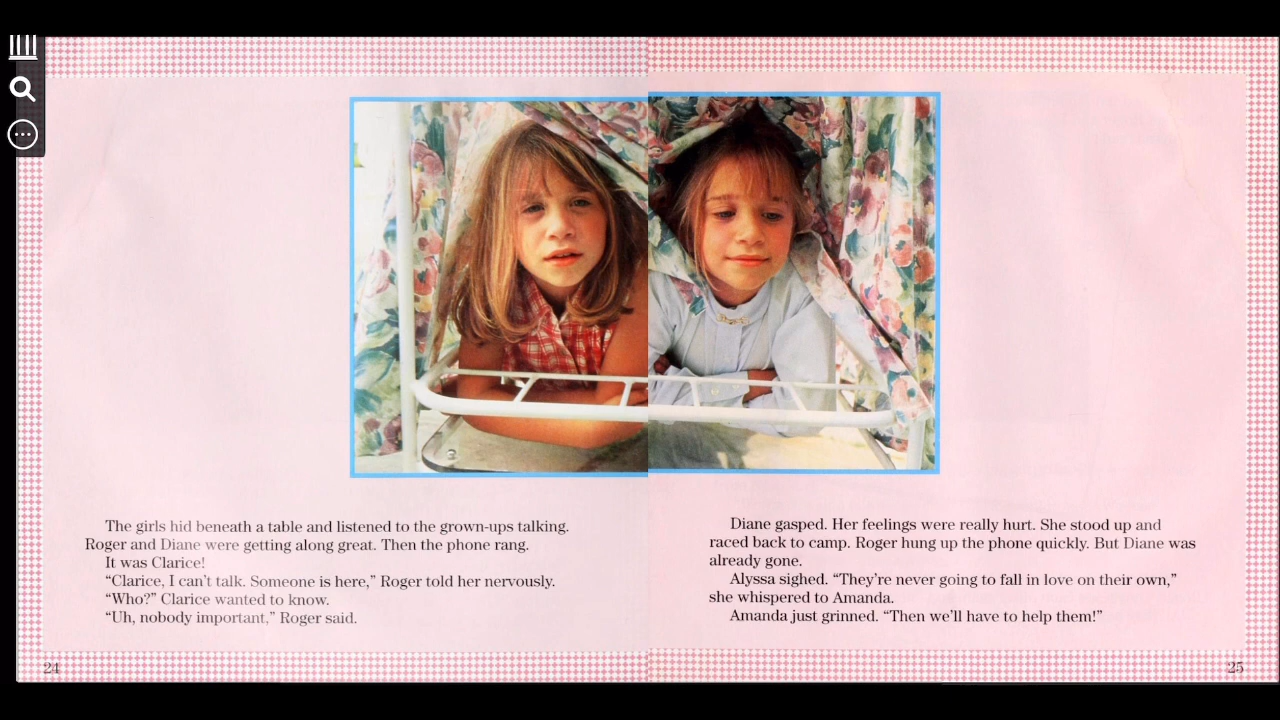 The girls hid beneath a table and listened to the grown-ups talking.
Roger and Diane were getting along great. Then the phone rang.
It was Clarice!
“Clarice, I can’t talk. Someone is here,” Roger told her nervously.
“Who?” Clarice wanted to know.
“Uh, nobody important,” Roger said.
24
Diane gasped. Her feelings were really hurt. She stood up and
raced back to camp. Roger hung up the phone quickly. But Diane was
already gone.
Alyssa sighed. “They’re never going to fall in love on their own,”
she whispered to Amanda.
Amanda just grinned. “Then we’ll have to help them!”
25